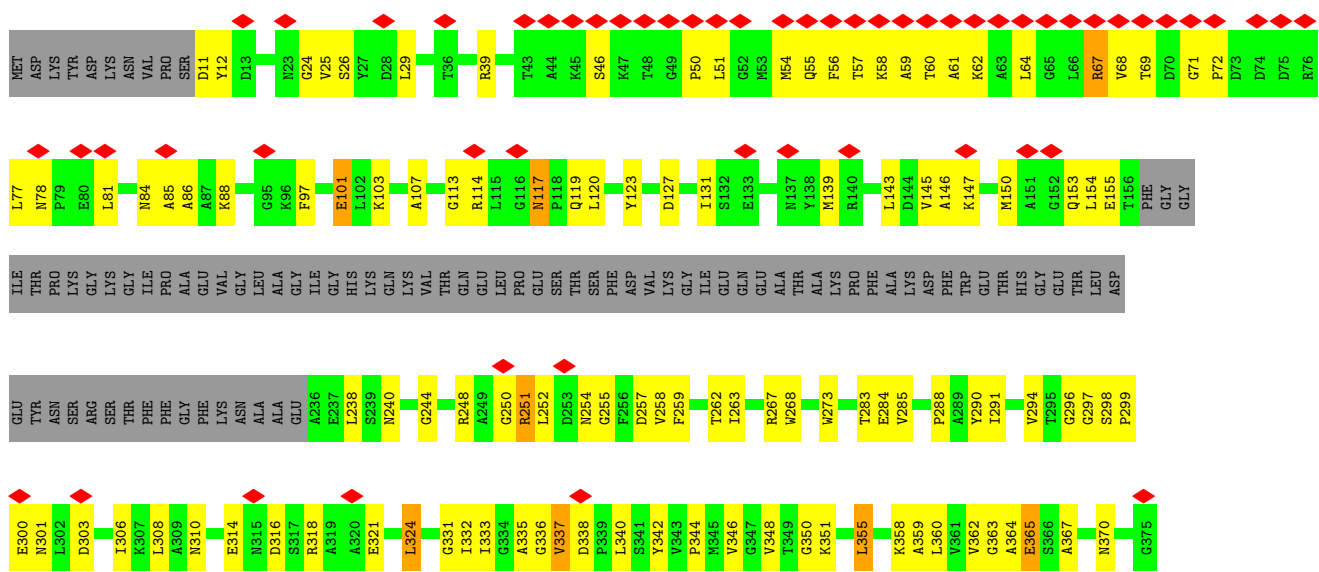 MET ASP LYS TYR ASP LYS ASN VAL PRO SER D11 Y12 D13 N23 G24 V25 S26 Y27 D28 L29 T36 R39 T43 A44 K45 S46 K47 T48 G49 P50 L51 G52 M53 M54 Q55 F56 T57 K58 A59 T60 A61 K62 A63 L64 G65 L66 R67 V68 T69 D70 G71 P72 D73 D74 D75 R76
L77 N78 P79 E80 L81 N84 A85 A86 A87 K88 G95 K96 F97 E101 L102 K103 A107 G113 R114 L115 G116 N117 P118 Q119 L120 Y123 D127 I131 S132 E133 N137 Y138 M139 R140 L143 D144 V145 A146 K147 M150 A151 G152 Q153 L154 E155 T156 PHE GLY GLY
ILE THR PRO LYS GLY LYS GLY ILE PRO ALA GLU VAL GLY LEU ALA GLY ILE GLY HIS LYS GLN LYS VAL THR GLN GLU LEU PRO GLU SER THR SER PHE ASP VAL LYS GLY ILE GLU GLN GLU ALA THR ALA LYS PRO PHE ALA LYS ASP PHE TRP GLU THR HIS GLY GLU THR LEU ASP
GLU TYR ASN SER ARG SER THR PHE PHE GLY PHE LYS ASN ALA ALA GLU A236 E237 L238 S239 N240 G244 R248 A249 G250 R251 L252 D253 N254 G255 F256 D257 V258 F259 T262 I263 R267 W268 W273 T283 E284 V285 P288 A289 Y290 I291 V294 T295 G296 G297 S298 P299
E300 N301 L302 D303 I306 K307 L308 A309 N310 E314 N315 D316 S317 R318 A319 A320 E321 L324 G331 I332 I333 G334 A335 G336 V337 D338 P339 L340 S341 Y342 V343 P344 M345 V346 G347 V348 T349 G350 K351 L355 K358 A359 L360 V361 V362 G363 A364 E365 S366 A367 N370 G375